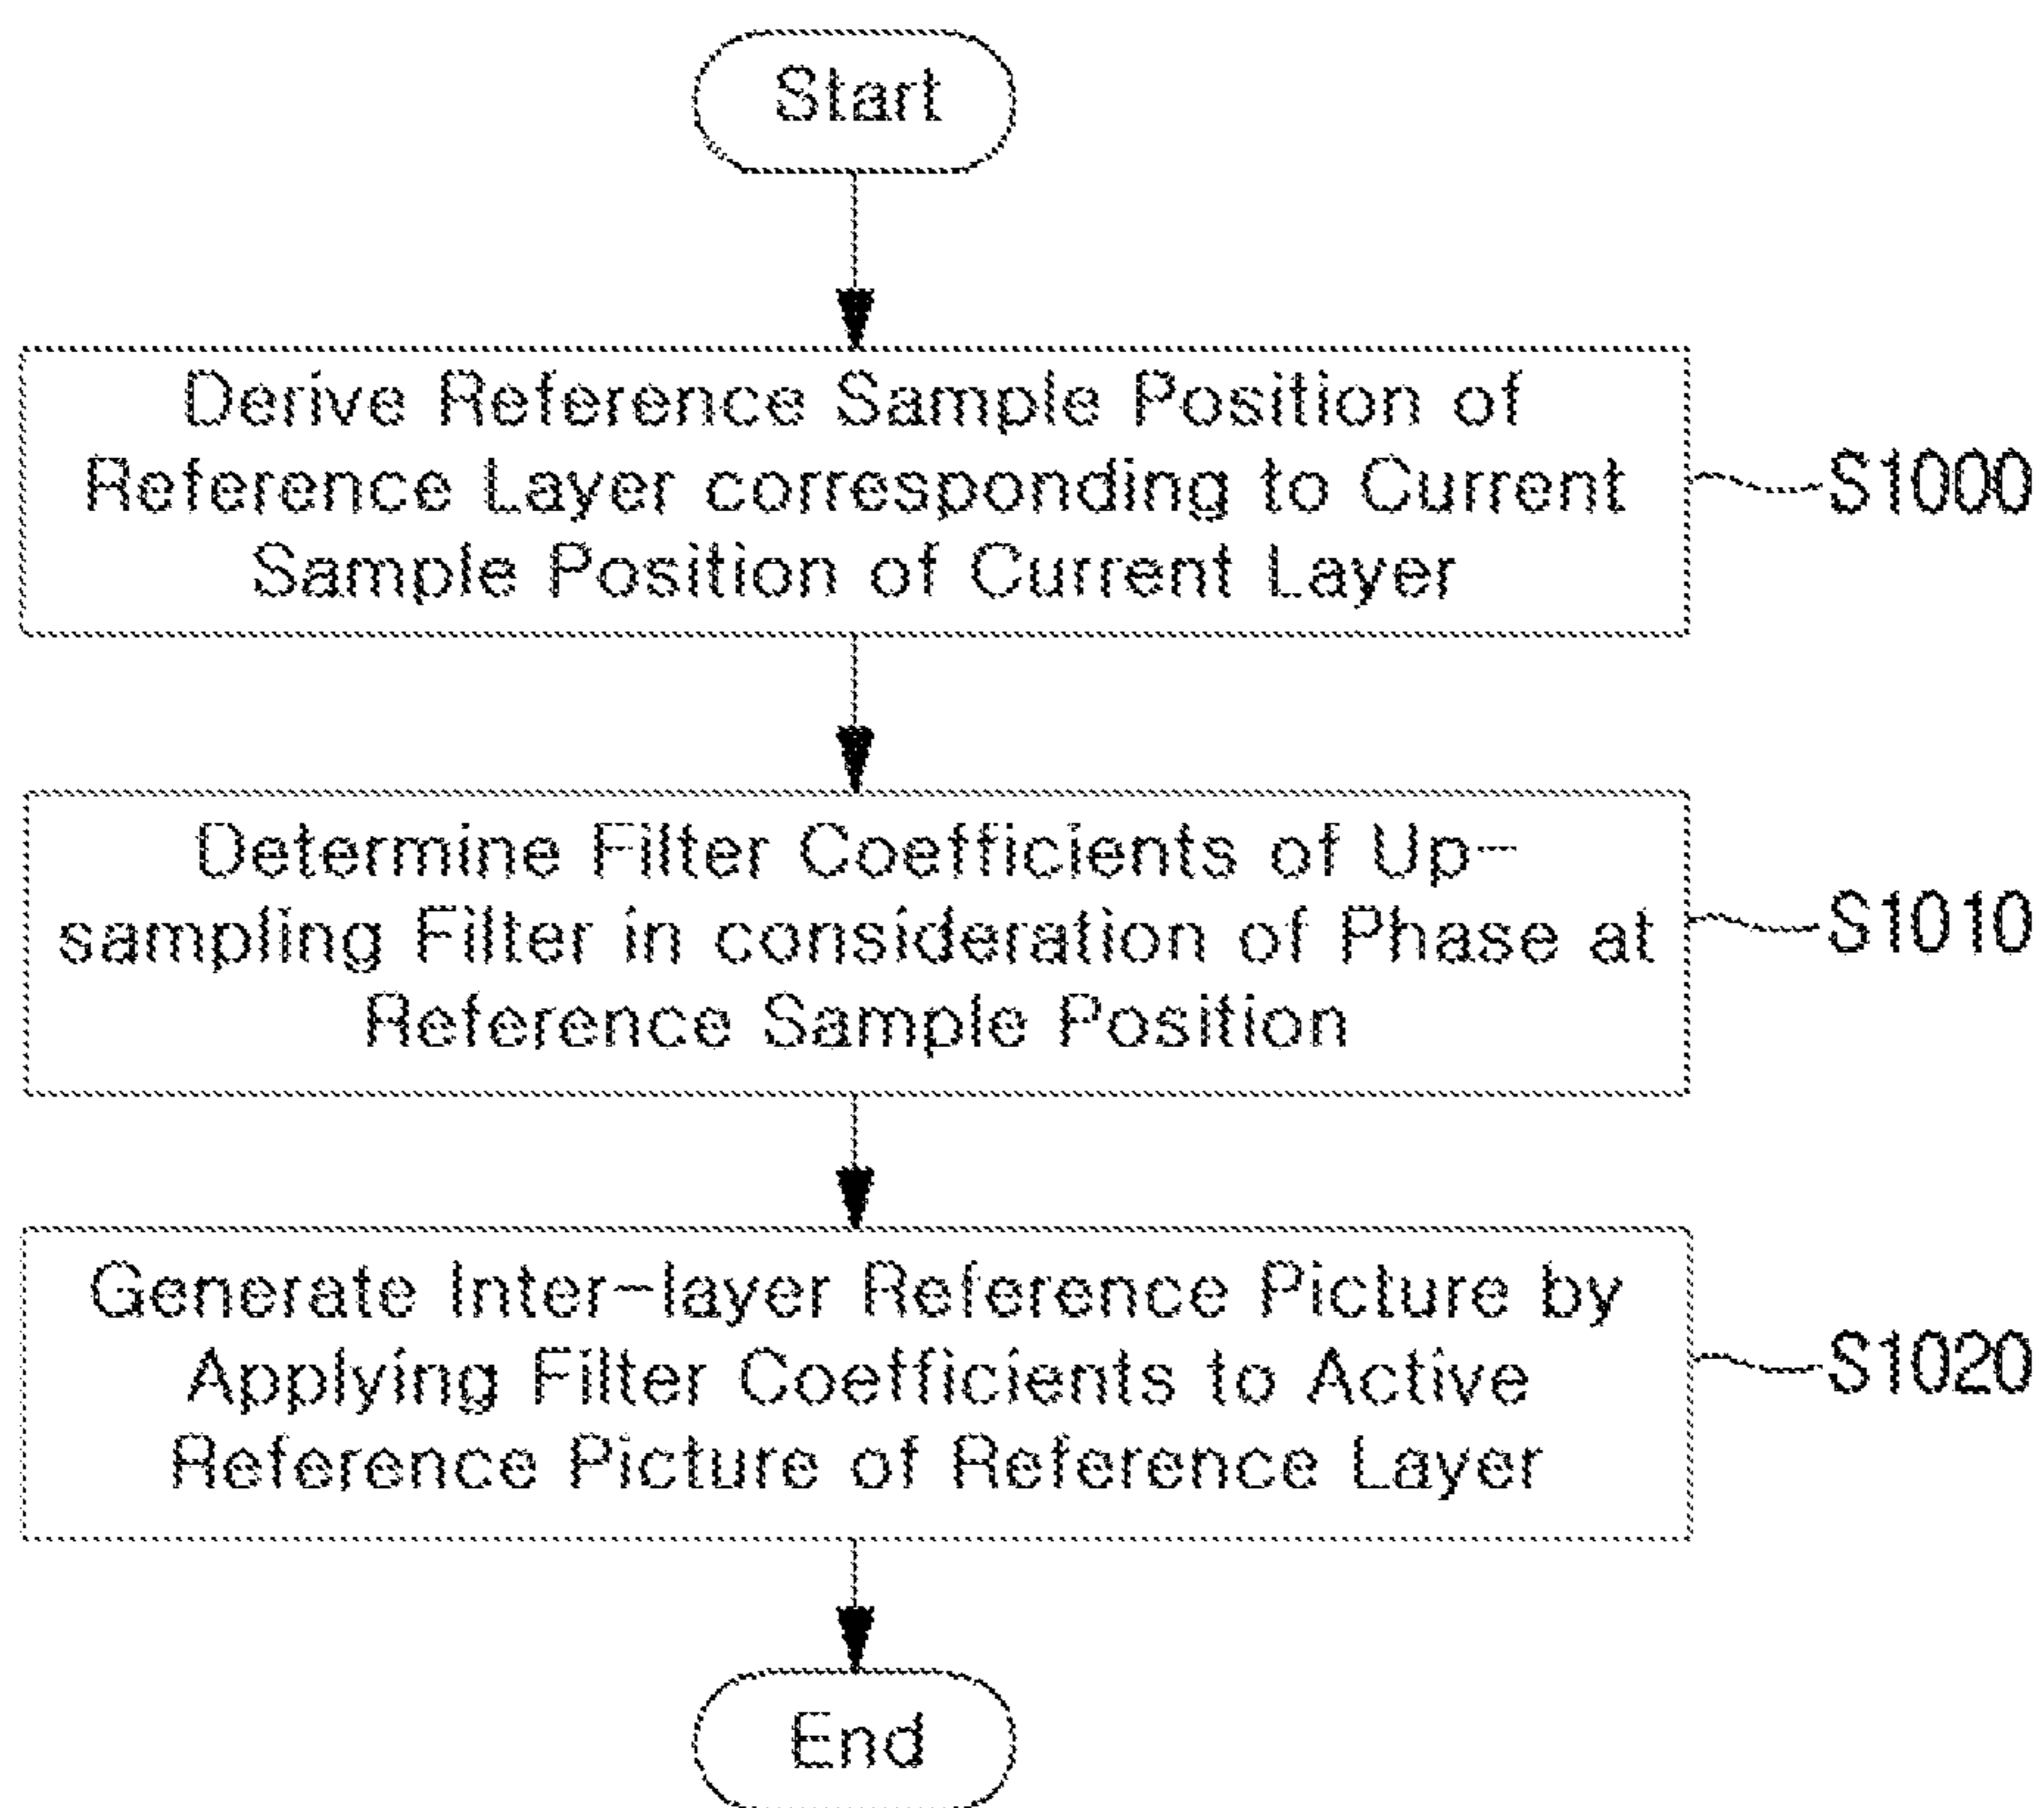 Start
Derive Reference Sample Position of
Reference Layer corresponding to Current
Sample Position of Current Layer
S1000
Determine Filter Coefficients of Up-
sampling Filter in consideration of Phase at
Reference Sample Position
S1010
Generate Inter-layer Reference Picture by
Applying Filter Coefficients to Active
Reference Picture of Reference Layer
S1020
End